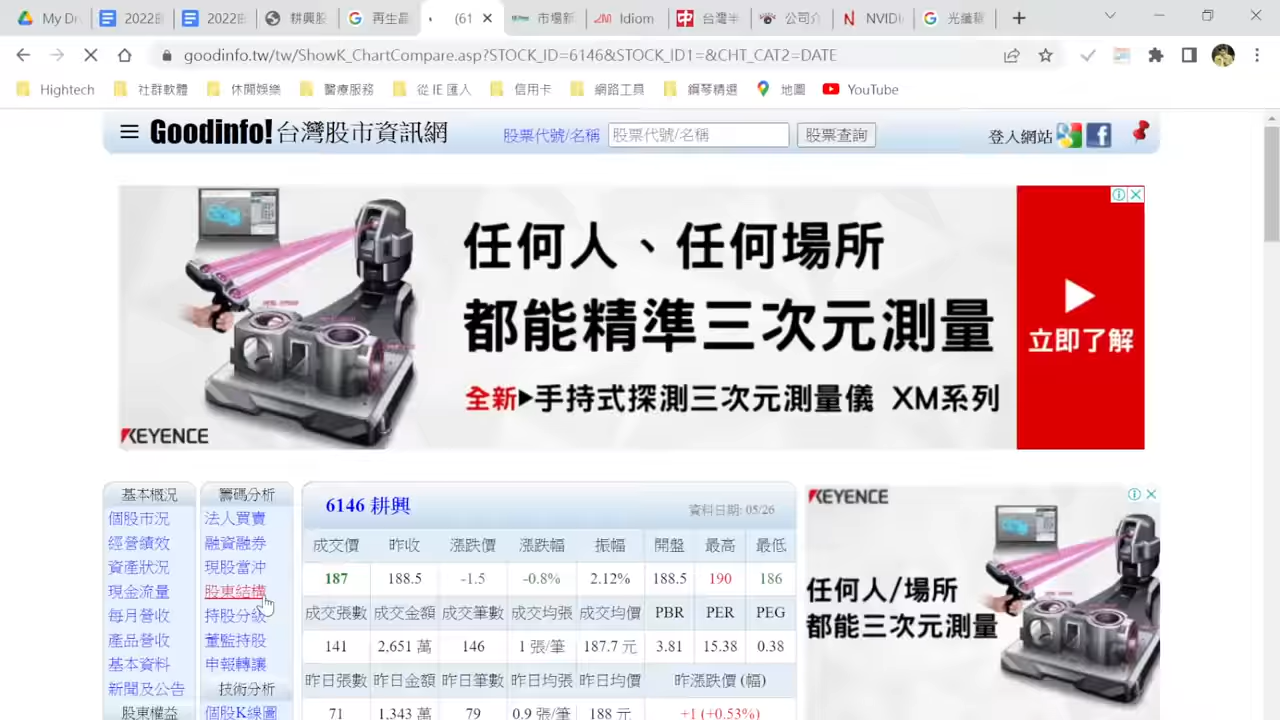 My Dr
2022財
2022財
耕興股
再生晶
(61
市場新
Idiom
台灣半
公司介
NVIDI
光纖
goodinfo.tw/tw/ShowK_ChartCompare.asp?STOCK_ID=6146&STOCK_ID1=&CHT_CAT2=DATE
Hightech 社群軟體 休閒娛樂 醫療服務 從 IE 匯入 信用卡 網路工具 鋼琴精選 地圖 YouTube
Goodinfo! 台灣股市資訊網 股票代號/名稱 股票代號/名稱 股票查詢 登入網站
任何人、任何場所
都能精準三次元測量
全新▶手持式探測三次元測量儀 XM系列
KEYENCE
立即了解
基本概況
個股市況
經營績效
資產狀況
現金流量
每月營收
產品營收
基本資料
新聞及公告
股東權益
籌碼分析
法人買賣
融資融券
現股當沖
股東結構
持股分級
董監持股
申報轉讓
技術分析
個股K線圖
6146 耕興 資料日期: 05/26
成交價 昨收 漲跌價 漲跌幅 振幅 開盤 最高 最低
187 188.5 -1.5 -0.8% 2.12% 188.5 190 186
成交張數 成交金額 成交筆數 成交均張 成交均價 PBR PER PEG
141 2,651 萬 146 1 張/筆 187.7 元 3.81 15.38 0.38
昨日張數 昨日金額 昨日筆數 昨日均張 昨日均價 昨漲跌價 (幅)
71 1,343 萬 79 0.9 張/筆 188 元 +1 (+0.53%)
KEYENCE
任何人/場所
都能三次元測量